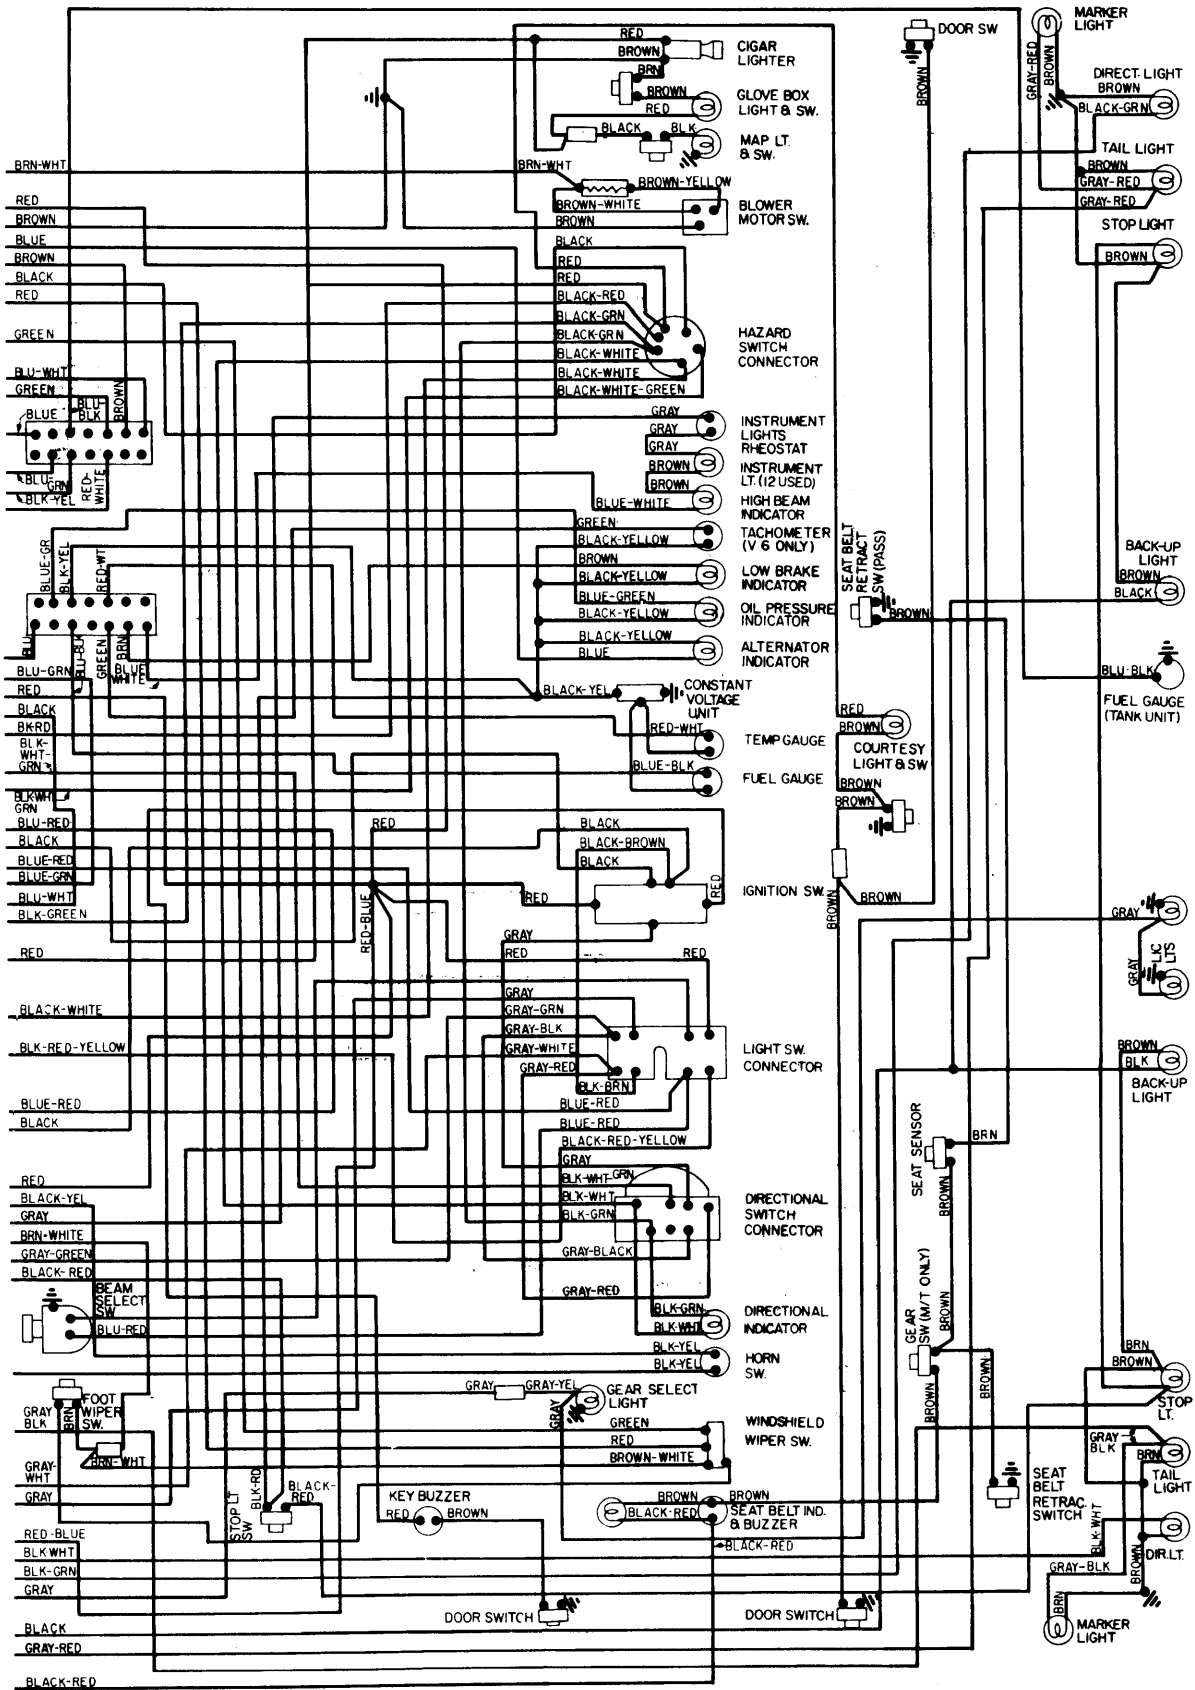 RED
BROWN
CIGAR
LIGHTER
BRN
BROWN
RED
GLOVE BOX
LIGHT & SW.
BLACK
BLK
MAP LT.
& SW.
DOOR SW
BROWN
MARKER
LIGHT
GRAY-RED
BROWN
DIRECT. LIGHT
BROWN
BLACK-GRN
TAIL LIGHT
BROWN
GRAY-RED
GRAY-RED
STOP LIGHT
BROWN
BRN-WHT
BRN-WHT
BROWN-YELLOW
BROWN-WHITE
BROWN
BLOWER
MOTOR SW.
RED
BROWN
BLUE
BROWN
BLACK
RED
GREEN
BLU-WHT
GREEN
BLACK
RED
RED
BLACK-RED
BLACK-GRN
BLACK-GRN
BLACK-WHITE
BLACK-WHITE
BLACK-WHITE-GREEN
HAZARD
SWITCH
CONNECTOR
BLUE
BLU-
BLK
BROWN
BLU
GRN
BLK-YEL
RED-
WHITE
GRAY
GRAY
GRAY
BROWN
BROWN
BLUE-WHITE
INSTRUMENT
LIGHTS
RHEOSTAT
INSTRUMENT
LT. (12 USED)
HIGH BEAM
INDICATOR
GREEN
BLACK-YELLOW
TACHOMETER
(V 6 ONLY)
BROWN
BLACK-YELLOW
LOW BRAKE
INDICATOR
BLUE-GREEN
BLACK-YELLOW
OIL PRESSURE
INDICATOR
BLACK-YELLOW
BLUE
ALTERNATOR
INDICATOR
SEAT BELT
RETRACT
SW (PASS)
BROWN
BACK-UP
LIGHT
BROWN
BLACK
BLU-BLK
FUEL GAUGE
(TANK UNIT)
BLUE-GR
BLK-YEL
RED-WT
BLU
BLU-BLK
GREEN
BRN
BLUE
WHITE
BLU-GRN
RED
BLACK
BK-RD
BLK-
WHT-
GRN
BLKWHT
GRN
BLU-RED
BLACK
BLUE-RED
BLUE-GRN
BLU-WHT
BLK-GREEN
RED
BLACK-WHITE
BLK-RED-YELLOW
BLUE-RED
BLACK
BLACK-YEL
CONSTANT
VOLTAGE
UNIT
RED-WHT
TEMP GAUGE
BLUE-BLK
FUEL GAUGE
RED
BROWN
COURTESY
LIGHT & SW
BROWN
BROWN
BROWN
BROWN
RED
RED-BLUE
BLACK
BLACK-BROWN
BLACK
RED
RED
IGNITION SW.
GRAY
RED
RED
GRAY
GRAY-GRN
GRAY-BLK
GRAY-WHITE
GRAY-RED
BLK-BRN
BLUE-RED
BLUE-RED
BLACK-RED-YELLOW
LIGHT SW.
CONNECTOR
GRAY
GRAY
LIC
LTS
BROWN
BLK
BACK-UP
LIGHT
SEAT SENSOR
BRN
BROWN
GRAY
BLK-WHT-GRN
BLK-WHT
BLK-GRN
GRAY-BLACK
GRAY-RED
DIRECTIONAL
SWITCH
CONNECTOR
RED
BLACK-YEL
GRAY
BRN-WHITE
GRAY-GREEN
BLACK-RED
BEAM
SELECT
SW
BLU-RED
BLK-GRN
BLK-WHT
DIRECTIONAL
INDICATOR
BLK-YEL
BLK-YEL
HORN
SW.
GEAR
SW (M/T ONLY)
BROWN
BROWN
BROWN
FOOT
WIPER
SW.
GRAY
BLK
BRN
BRN-WHT
GRAY
GRAY-YEL
GRAY
GEAR SELECT
LIGHT
GREEN
RED
BROWN-WHITE
WINDSHIELD
WIPER SW.
GRAY-
WHT
GRAY
STOP LT
SW
BLK-RD
BLACK-
RED
KEY BUZZER
RED
BROWN
BROWN
BROWN
BLACK-RED
SEAT BELT IND.
& BUZZER
BLACK-RED
SEAT
BELT
RETRAC.
SWITCH
BRN
BROWN
STOP
LT.
GRAY
BLK
BRN
TAIL
LIGHT
BLK-WHT
DIR.LT.
BROWN
GRAY-BLK
BRN
MARKER
LIGHT
RED-BLUE
BLKWHT
BLK-GRN
GRAY
BLACK
GRAY-RED
BLACK-RED
DOOR SWITCH
DOOR SWITCH